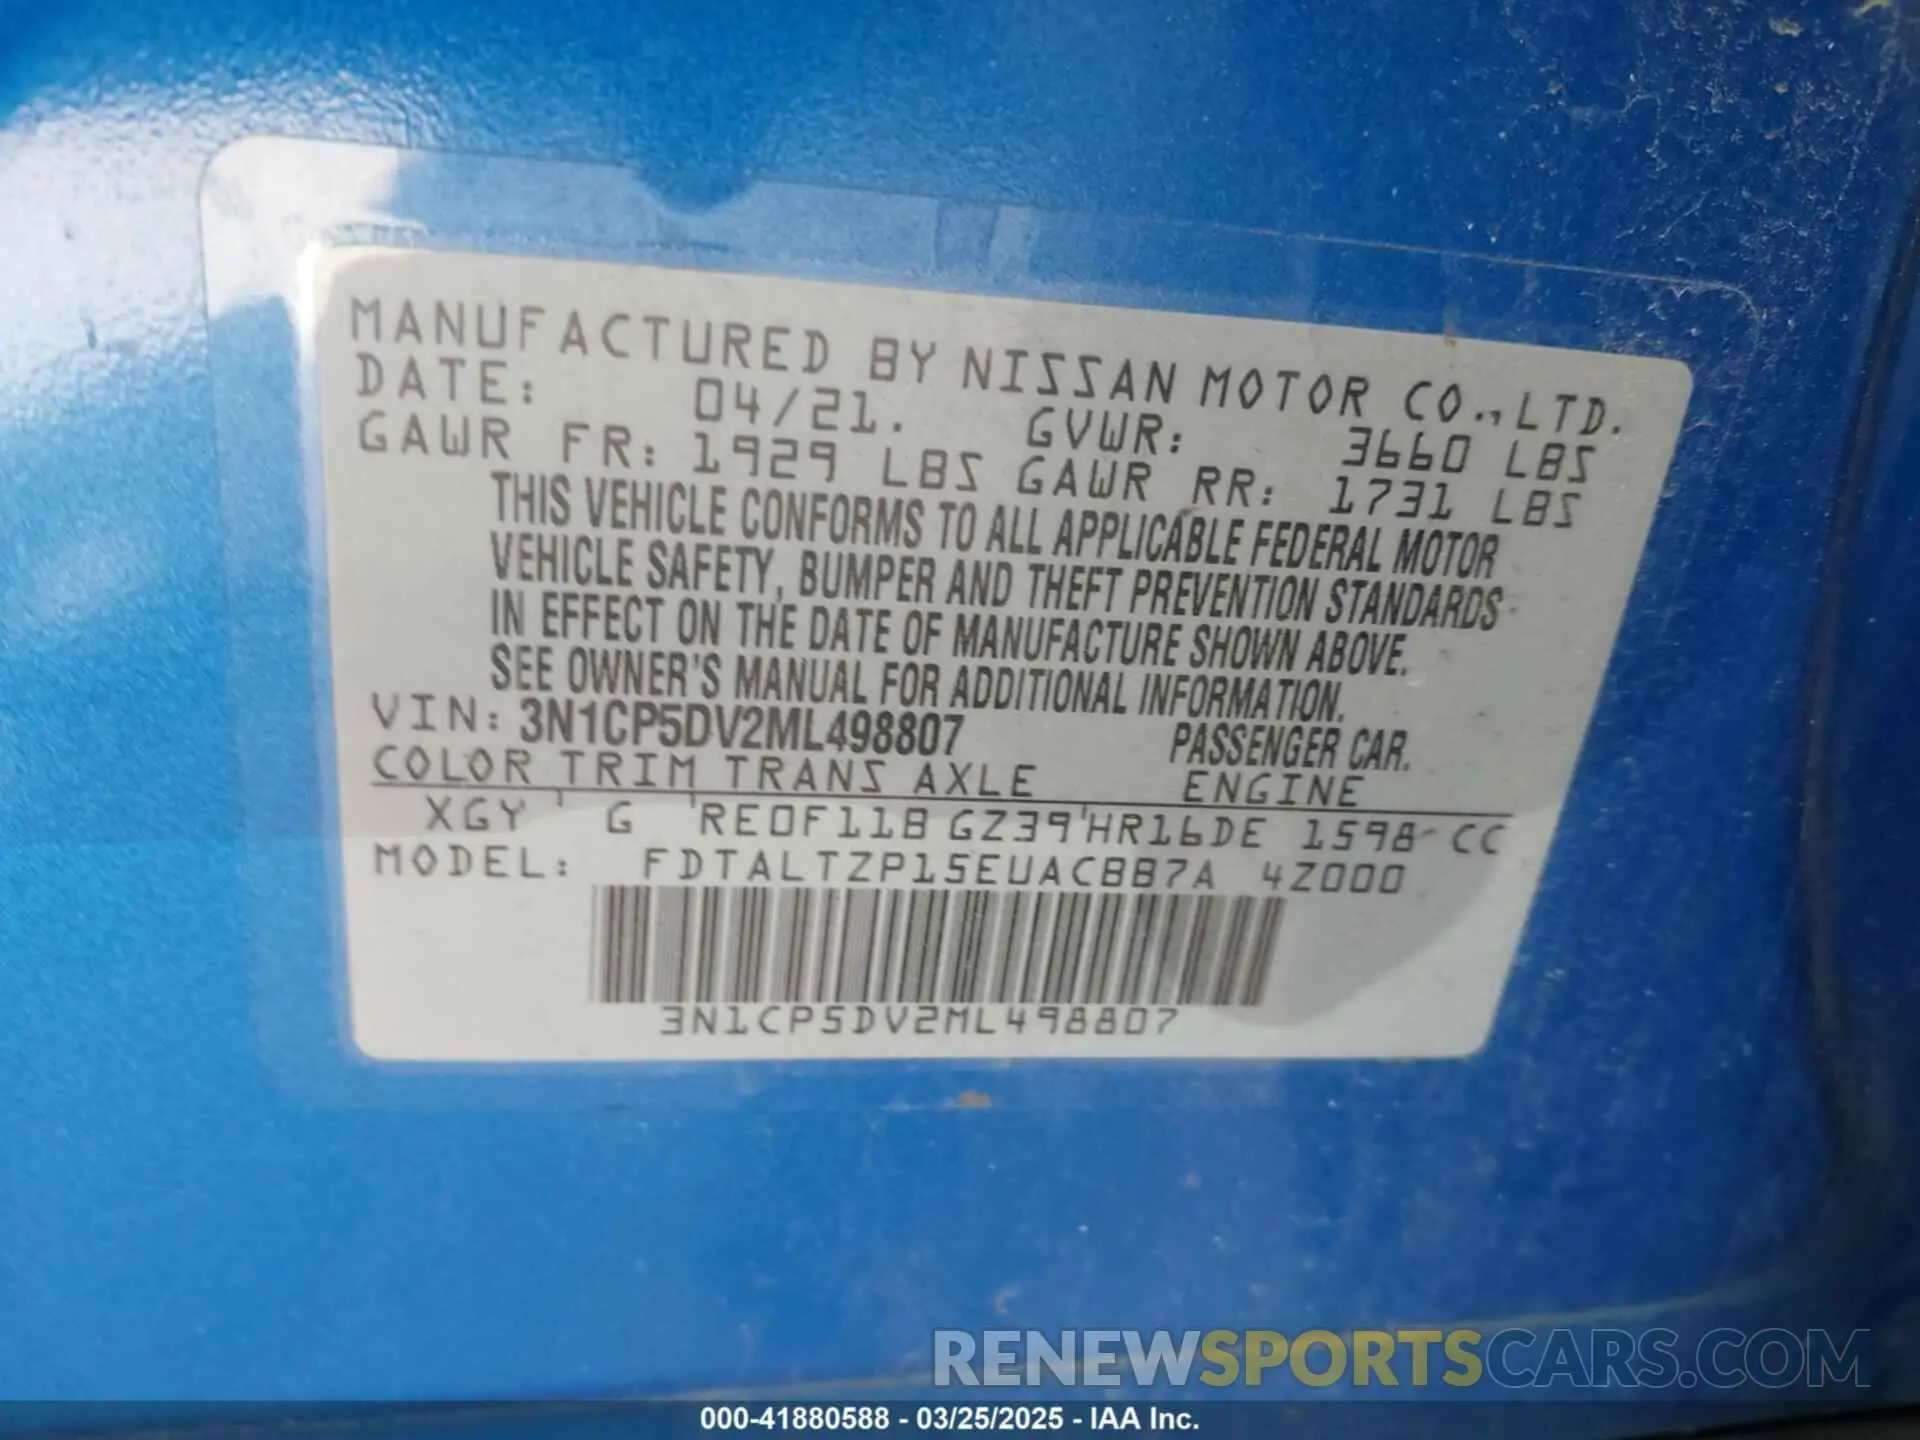 MANUFACTURED BY NISSAN MOTOR CO., LTD.
DATE: 04/21. GVWR: 3660 LBS
GAWR FR: 1929 LBS GAWR RR: 1731 LBS
THIS VEHICLE CONFORMS TO ALL APPLICABLE FEDERAL MOTOR
VEHICLE SAFETY, BUMPER AND THEFT PREVENTION STANDARDS
IN EFFECT ON THE DATE OF MANUFACTURE SHOWN ABOVE.
SEE OWNER'S MANUAL FOR ADDITIONAL INFORMATION.
VIN: 3N1CP5DV2ML498807 PASSENGER CAR.
COLOR TRIM TRANS AXLE ENGINE
XGY G RE0F11B GZ39 HR16DE 1598 CC
MODEL: FDTALTZP15EUACBB7A 4Z000
3N1CP5DV2ML498807
RENEWSPORTSCARS.COM
000-41880588 - 03/25/2025 - IAA Inc.